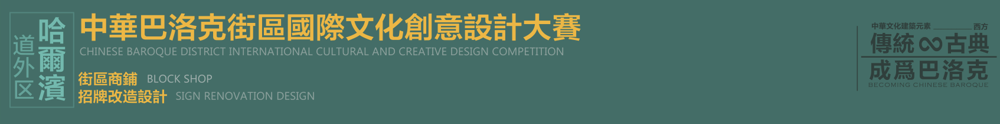 哈爾濱
道外区
中華巴洛克街區國際文化創意設計大賽
CHINESE BAROQUE DISTRICT INTERNATIONAL CULTURAL AND CREATIVE DESIGN COMPETITION
街區商鋪 BLOCK SHOP
招牌改造設計 SIGN RENOVATION DESIGN
中華文化建築元素 西方
傳統 古典
成爲巴洛克
BECOMING CHINESE BAROQUE